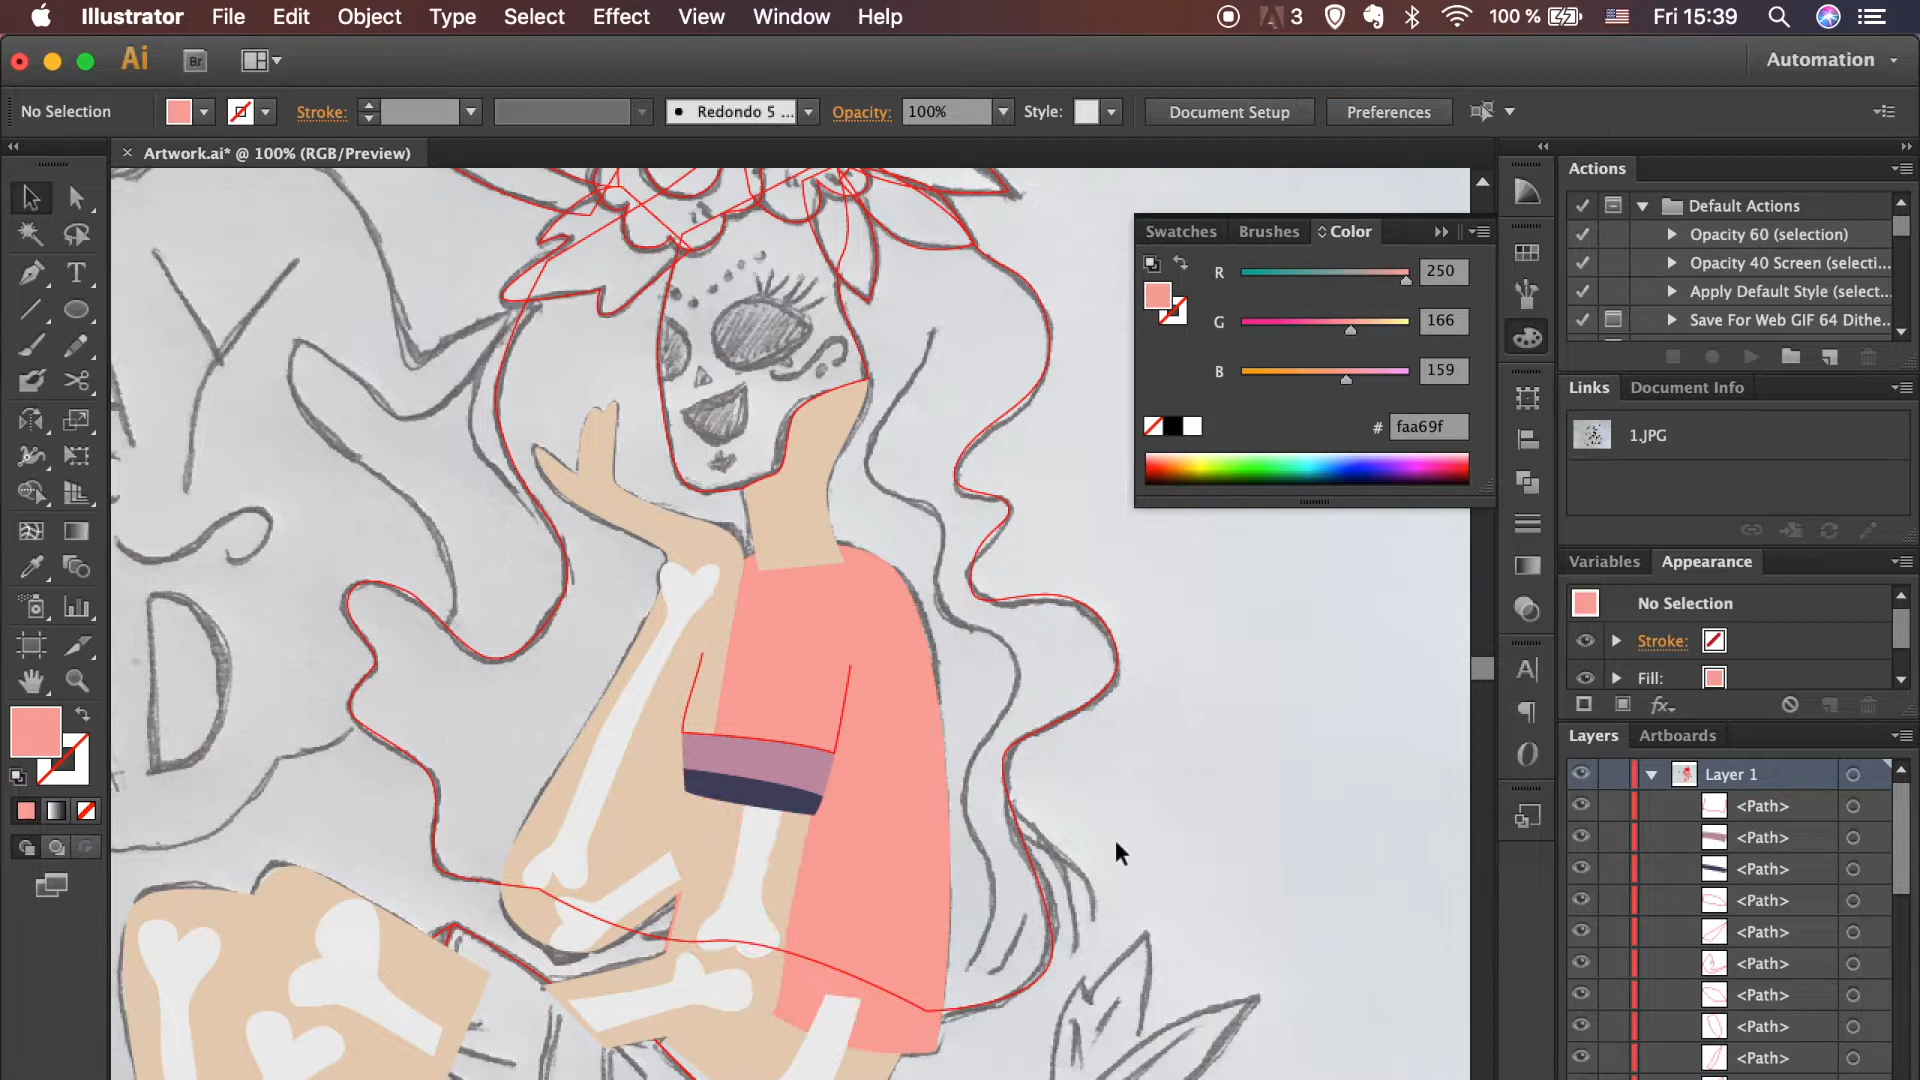 Illustrator File Edit Object Type Select Effect View Window Help 3 100 % Fri 15:39
Ai Br Automation
No Selection Stroke: Redondo 5 ... Opacity: 100% Style: Document Setup Preferences
× Artwork.ai* @ 100% (RGB/Preview)
Swatches Brushes Color
R 250
G 166
B 159
# faa69f
Actions
Default Actions
Opacity 60 (selection)
Opacity 40 Screen (selecti...
Apply Default Style (select...
Save For Web GIF 64 Dithe...
Links Document Info
1.JPG
Variables Appearance
No Selection
Stroke:
Fill:
fx
Layers Artboards
Layer 1
<Path>
<Path>
<Path>
<Path>
<Path>
<Path>
<Path>
<Path>
<Path>